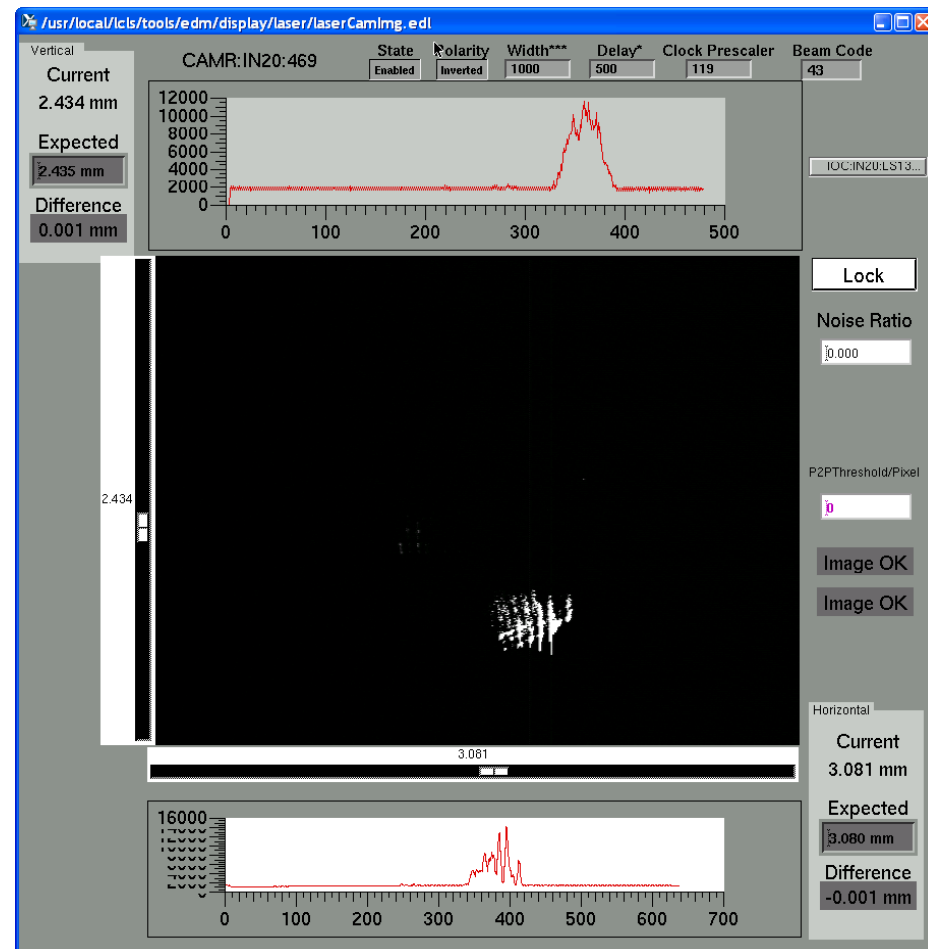 /usr/local/lcls/tools/edm/display/laser/laserCamImg.edl
Vertical
Current
2.434 mm
Expected
2.435 mm
Difference
0.001 mm
CAMR:IN20:469
State Polarity Width*** Delay* Clock Prescaler Beam Code
Enabled Inverted 1000 500 119 43
12000
10000
8000
6000
4000
2000
0
0 100 200 300 400 500
IOC:IN20:LS13...
Lock
Noise Ratio
0.000
P2PThreshold/Pixel
0
Image OK
Image OK
2.434
3.081
Horizontal
Current
3.081 mm
Expected
3.080 mm
Difference
-0.001 mm
16000
0 100 200 300 400 500 600 700